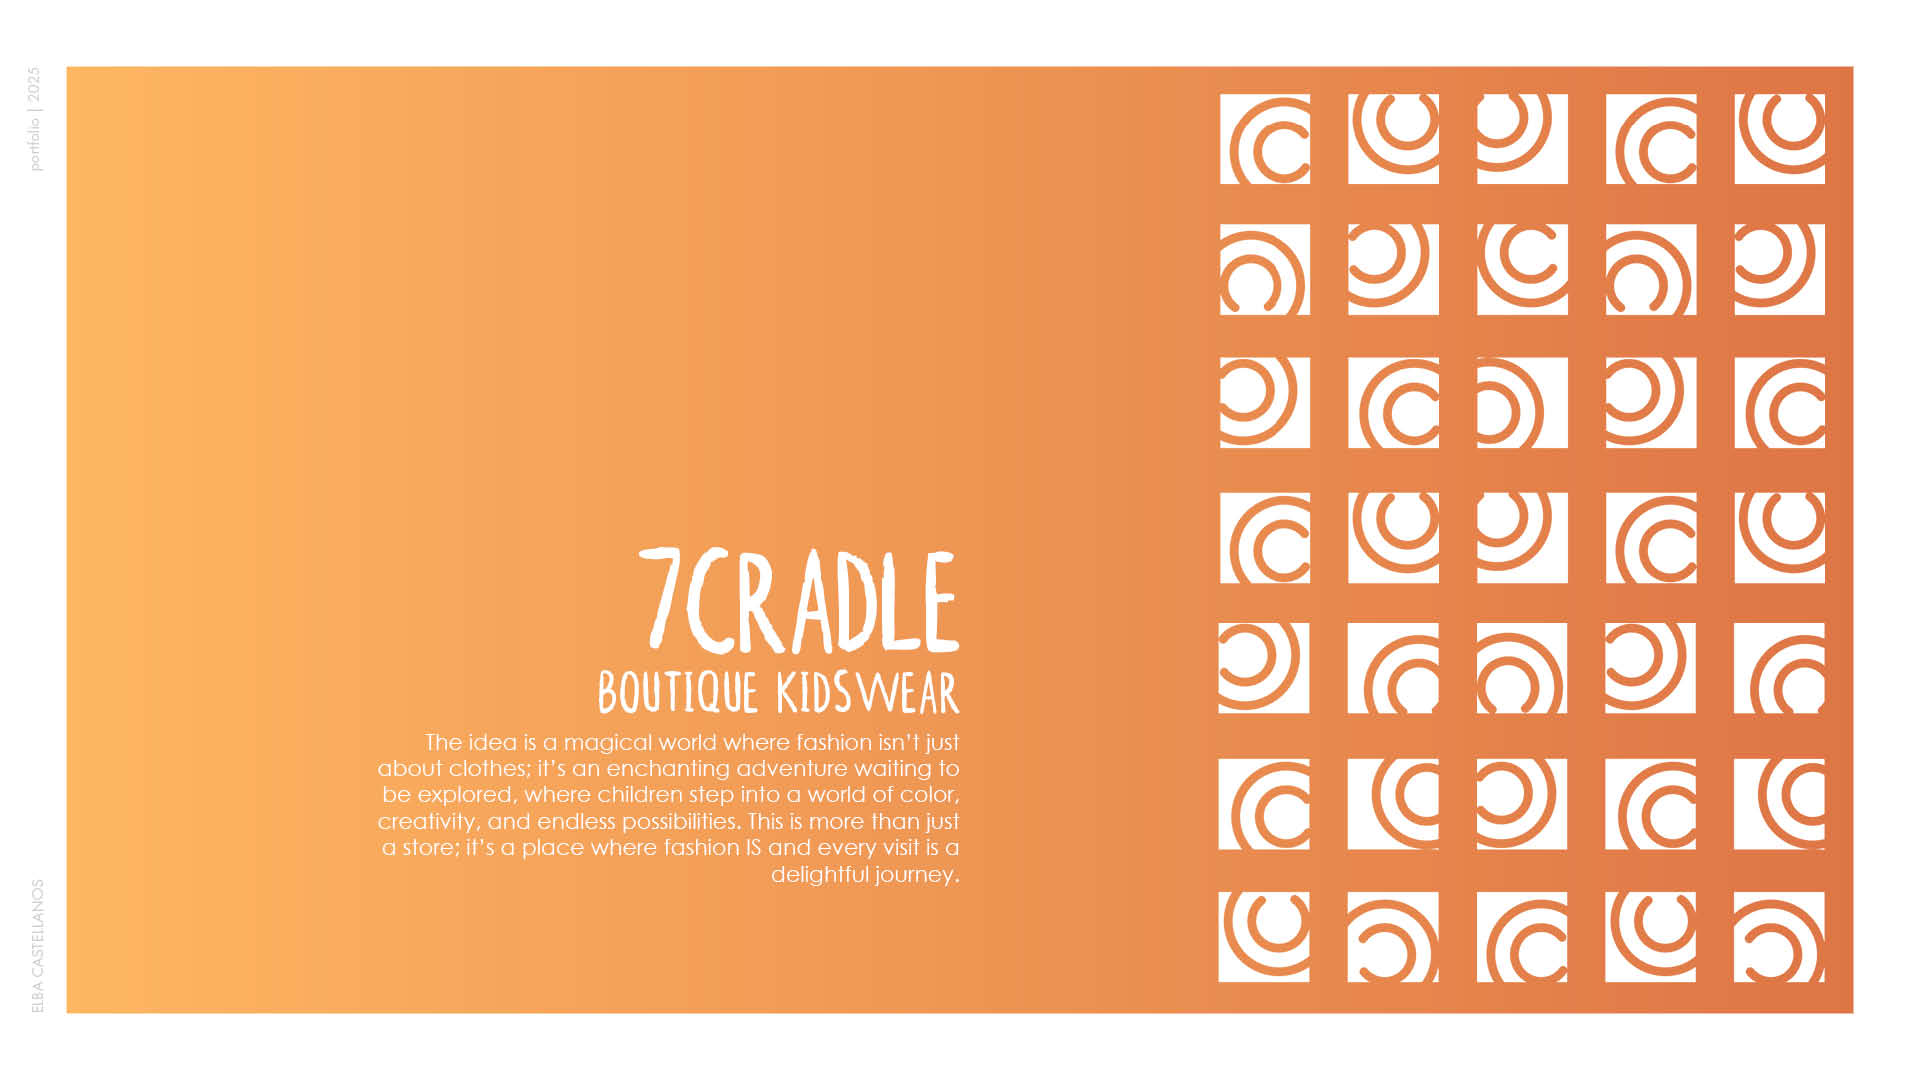 portfolio | 2025
ELBA CASTELLANOS
7CRADLE
BOUTIQUE KIDSWEAR
The idea is a magical world where fashion isn’t just
about clothes; it’s an enchanting adventure waiting to
be explored, where children step into a world of color,
creativity, and endless possibilities. This is more than just
a store; it’s a place where fashion IS and every visit is a
delightful journey.